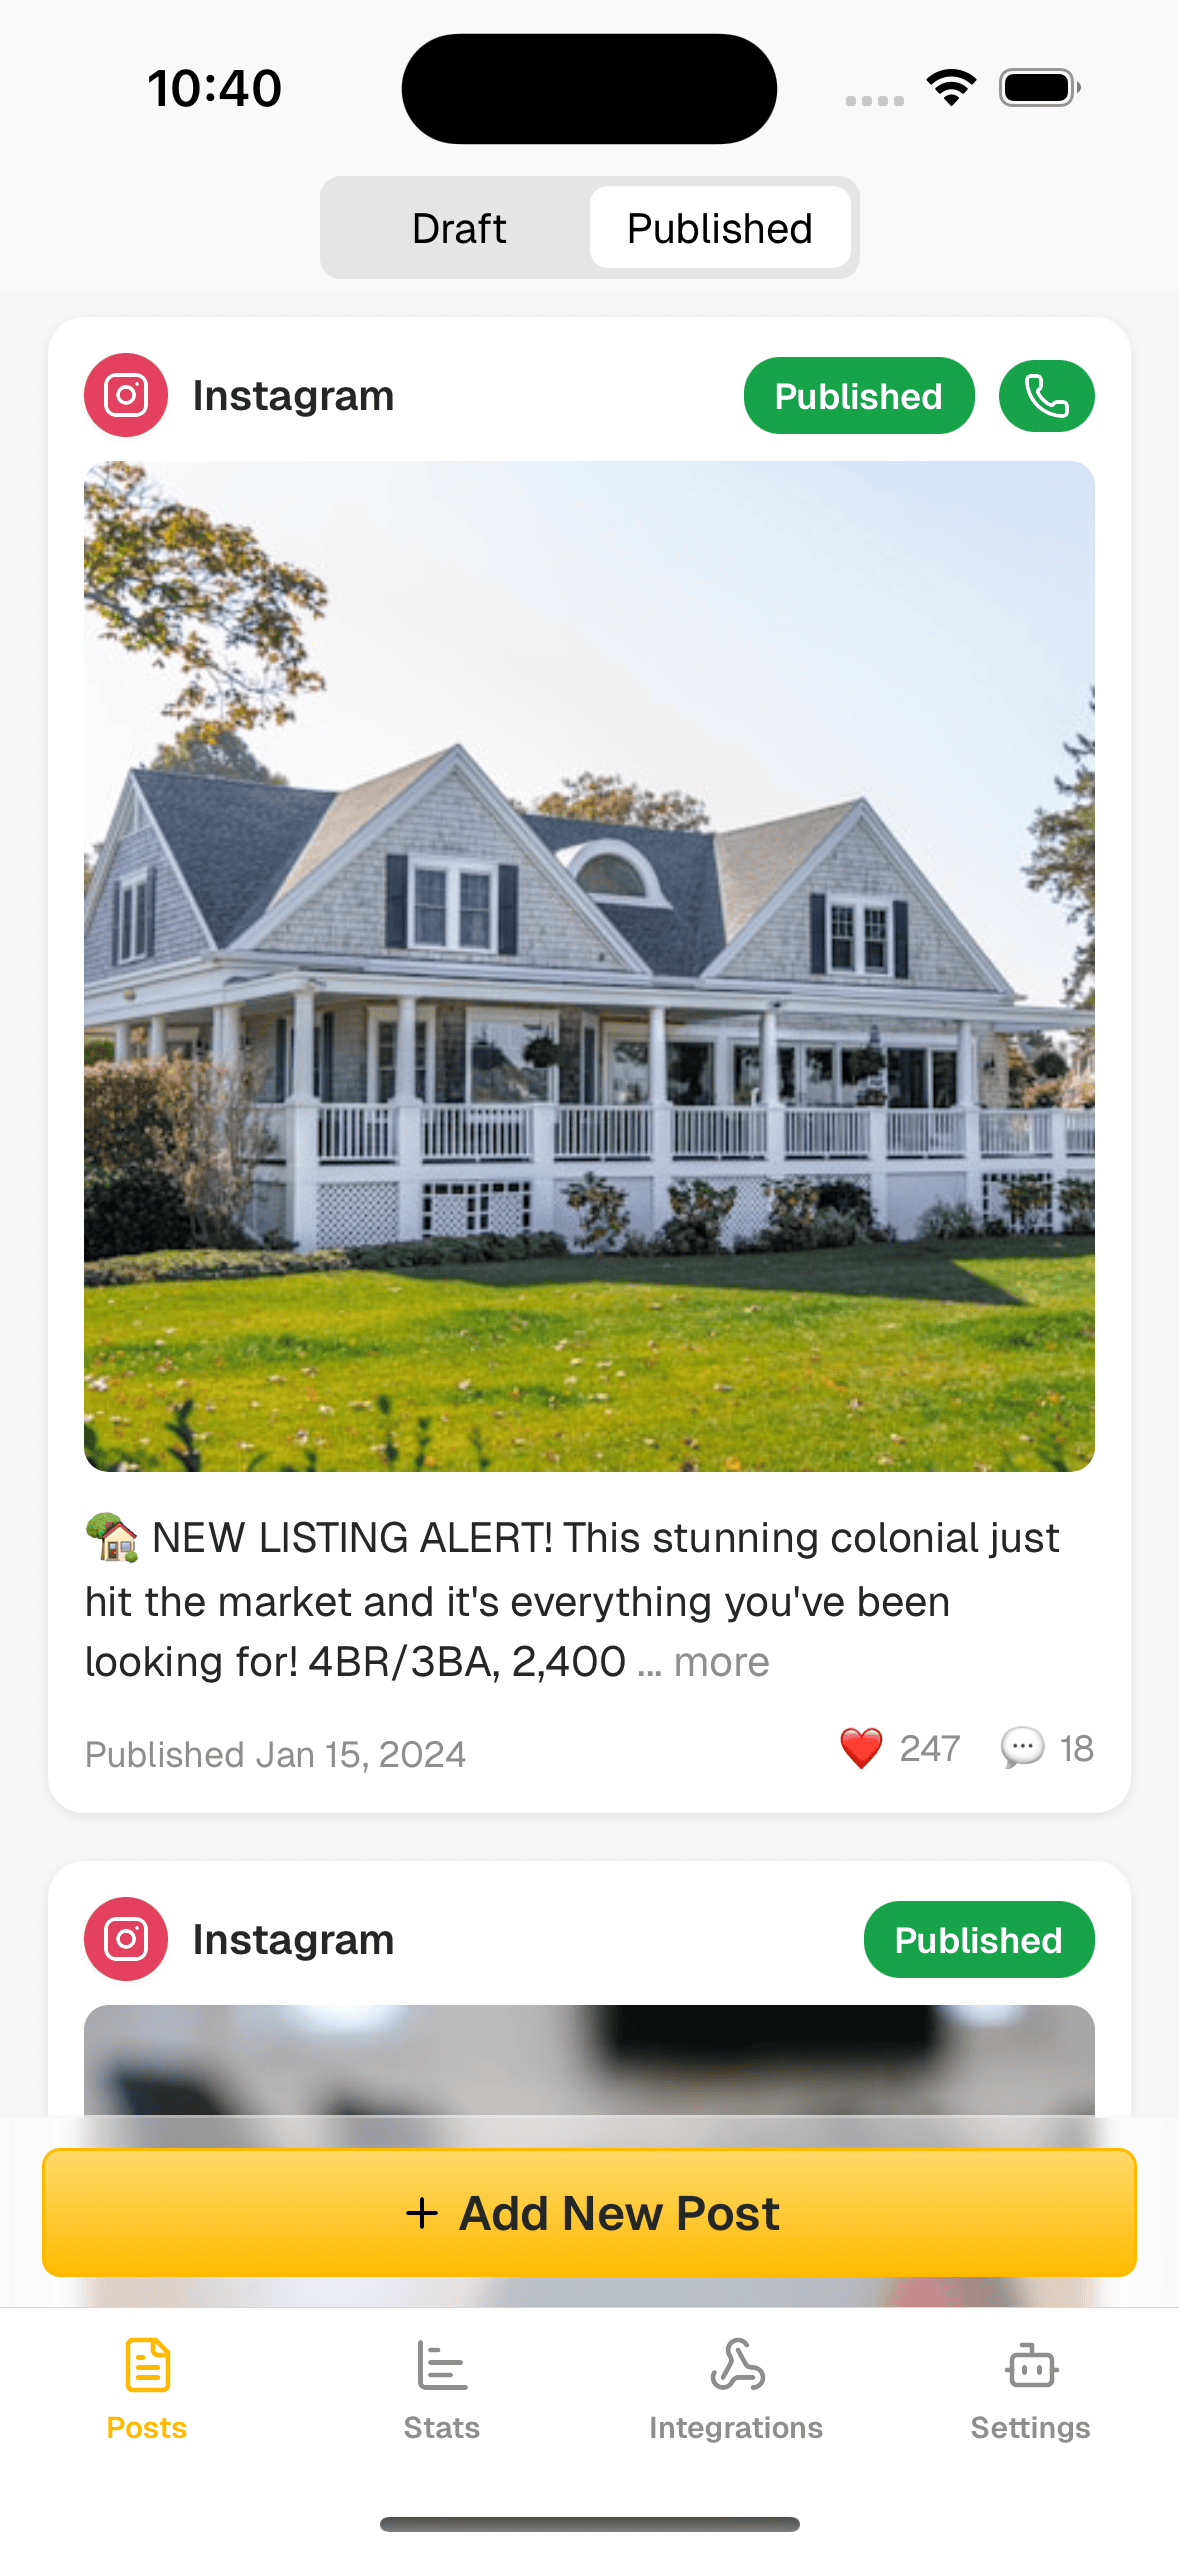 10:40
Draft
Published
Instagram
Published
🏡 NEW LISTING ALERT! This stunning colonial just
hit the market and it's everything you've been
looking for! 4BR/3BA, 2,400 ... more
Published Jan 15, 2024
❤️ 247
💬 18
Instagram
Published
+ Add New Post
Posts
Stats
Integrations
Settings